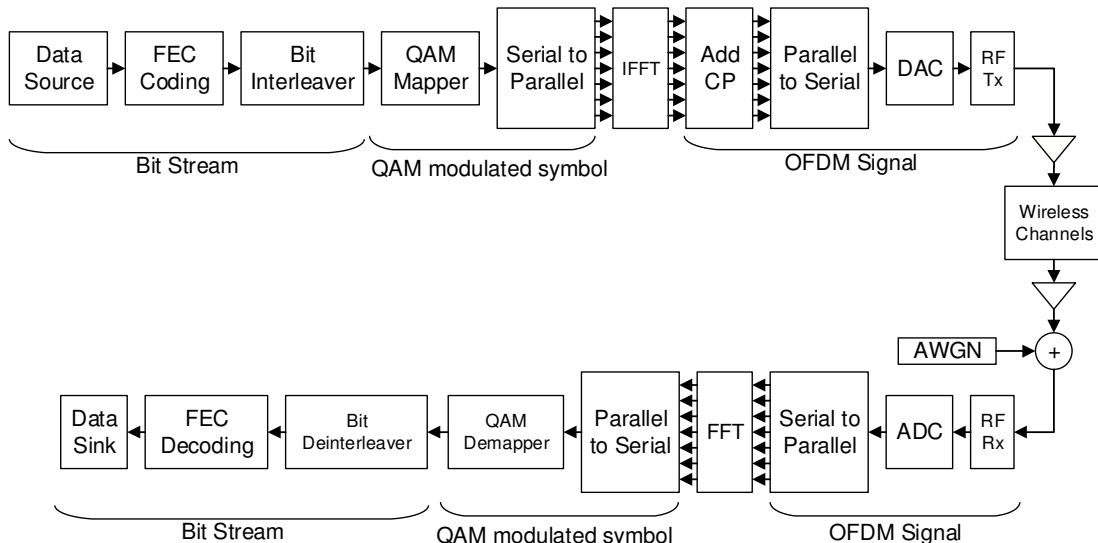 Data
Source
FEC
Coding
Bit
Interleaver
QAM
Mapper
Serial to
Parallel
IFFT
Add
CP
Parallel
to Serial
DAC
RF
Tx
Bit Stream
QAM modulated symbol
OFDM Signal
Wireless
Channels
AWGN
+
Data
Sink
FEC
Decoding
Bit
Deinterleaver
QAM
Demapper
Parallel
to Serial
FFT
Serial to
Parallel
ADC
RF
Rx
Bit Stream
QAM modulated symbol
OFDM Signal